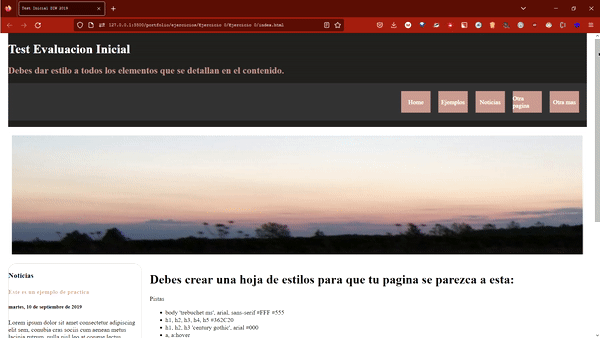 Test Inicial EDW 2019
127.0.0.1:5500/portfolio/ejercicios/Ejercicio 0/Ejercicio 0/index.html
Test Evaluacion Inicial
Debes dar estilo a todos los elementos que se detallan en el contenido.
Home
Ejemplos
Noticias
Otra
pagina
Otra mas
Noticias
Este es un ejemplo de practica
martes, 10 de septiembre de 2019
Lorem ipsum dolor sit amet consectetur adipiscing
elit sem, conubia cras sociis cum aenean metus
lacinia rutrum, nulla nisl leo at congue lectus
Debes crear una hoja de estilos para que tu pagina se parezca a esta:
Pistas
body 'trebuchet ms', arial, sans-serif #FFF #555
h1, h2, h3, h4, h5 #362C20
h1, h2, h3 'century gothic', arial #000
a, a:hover